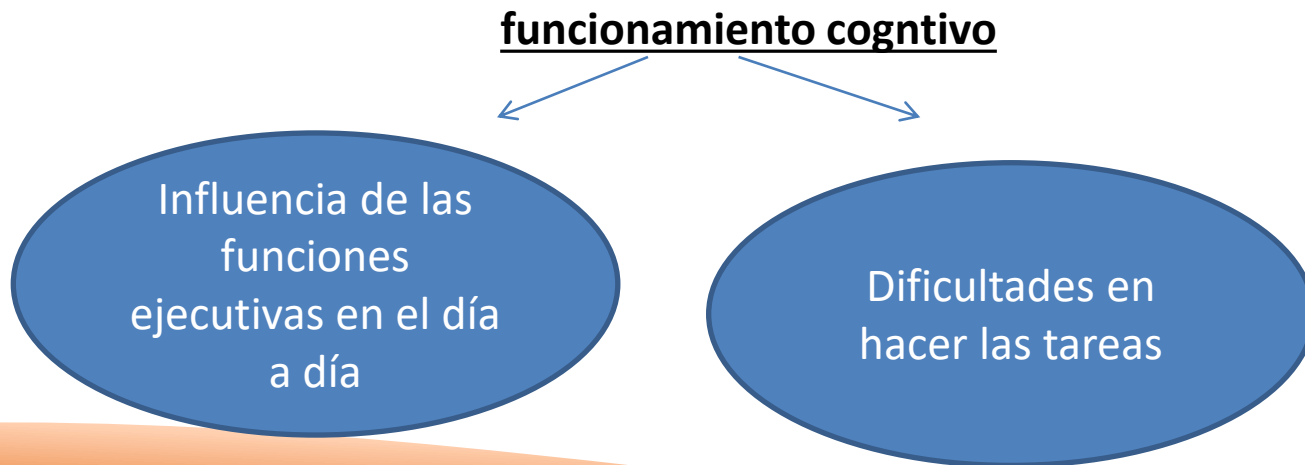 funcionamiento cogntivo
Influencia de las
funciones
ejecutivas en el día
a día
Dificultades en
hacer las tareas